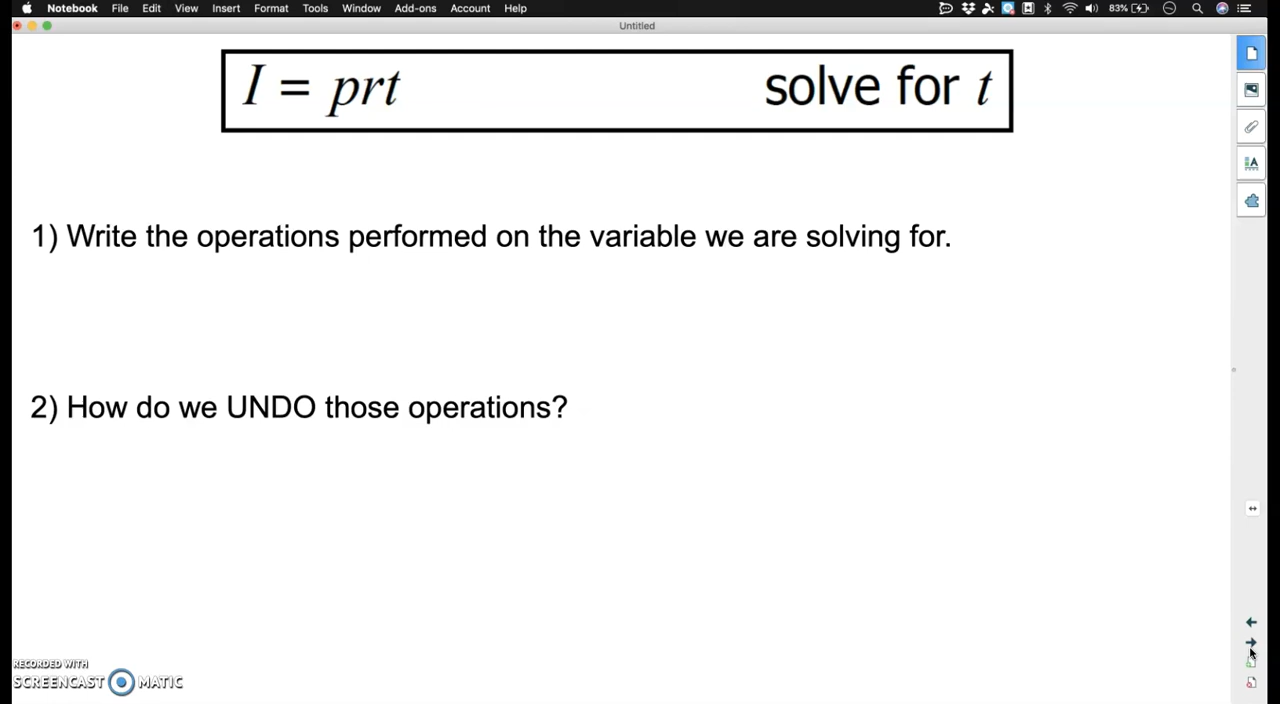 Notebook File Edit View Insert Format Tools Window Add-ons Account Help 83%
Untitled
I = prt solve for t
1) Write the operations performed on the variable we are solving for.
2) How do we UNDO those operations?
RECORDED WITH
SCREENCAST MATIC